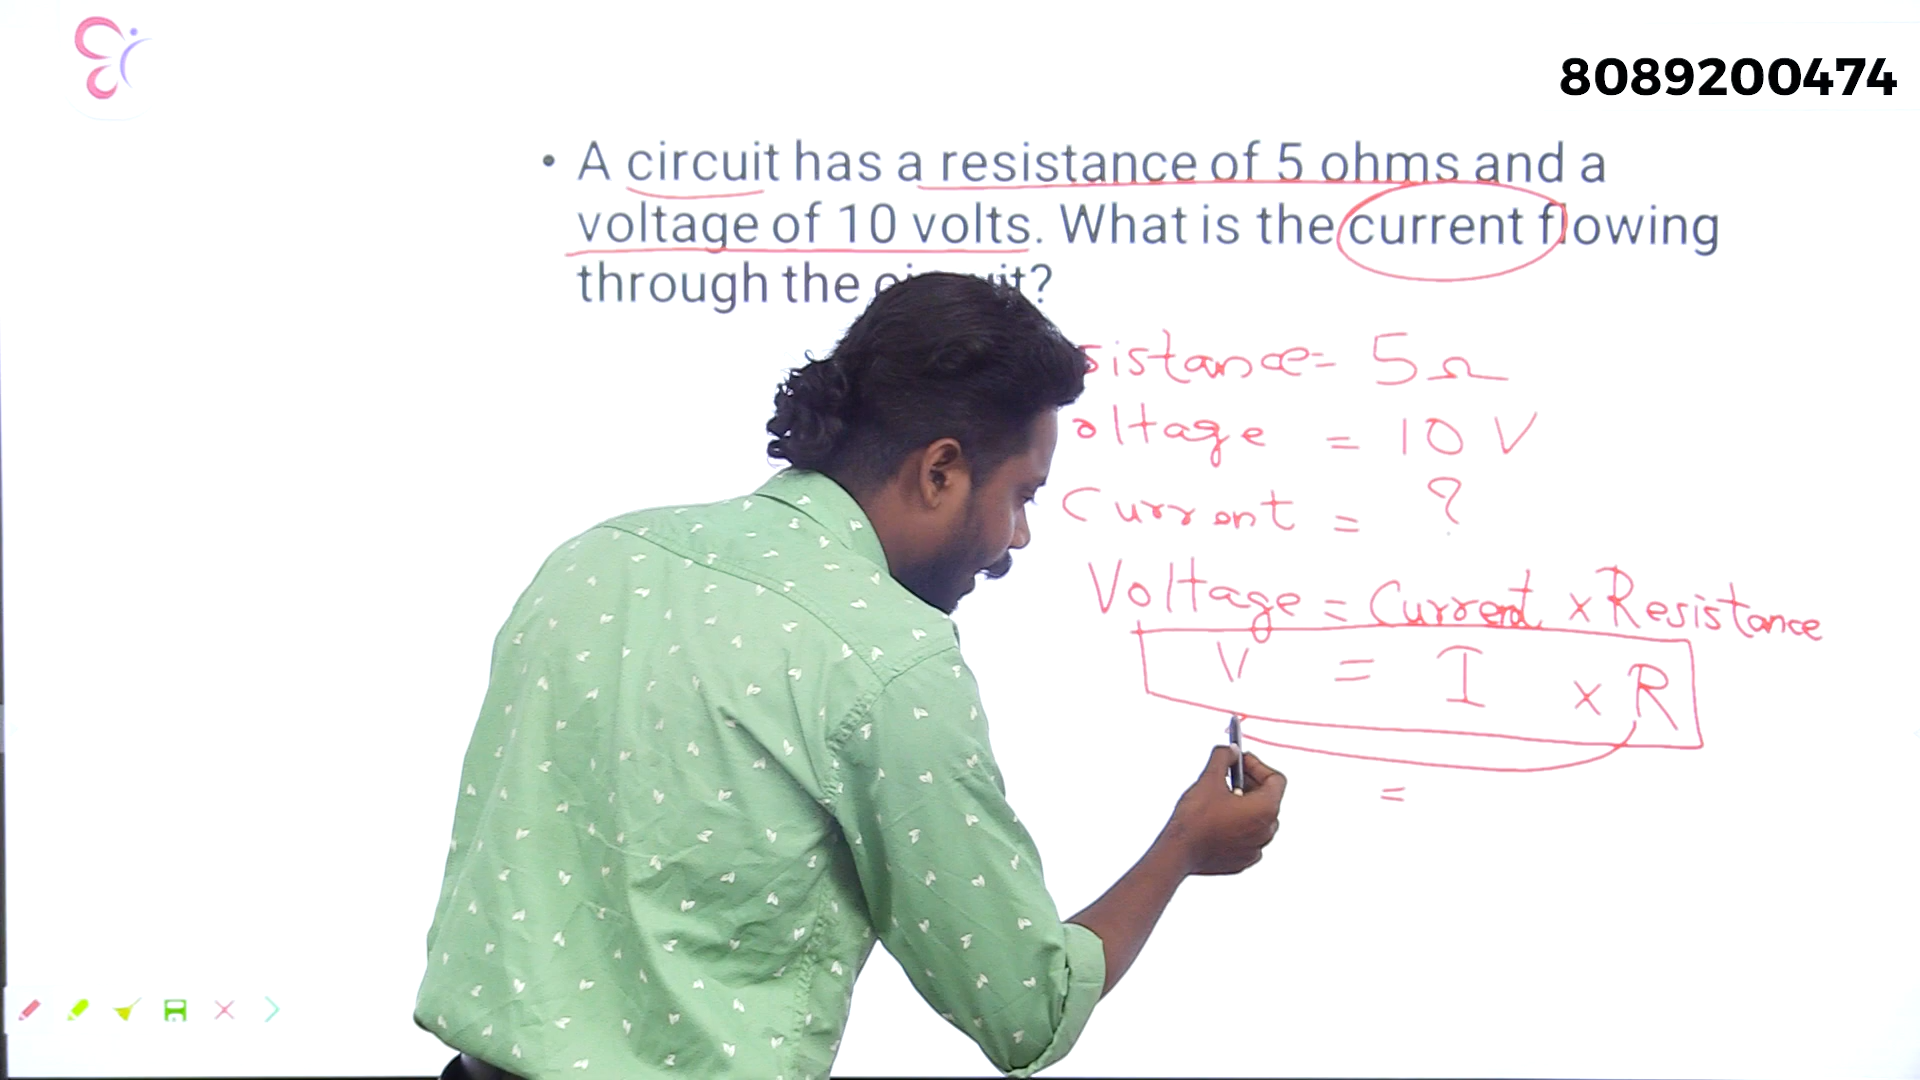 8089200474
• A circuit has a resistance of 5 ohms and a
voltage of 10 volts. What is the current flowing
through the
sistance= 5Ω
oltage = 10 V
Current = ?
Voltage = Current × Resistance
V = I × R
=